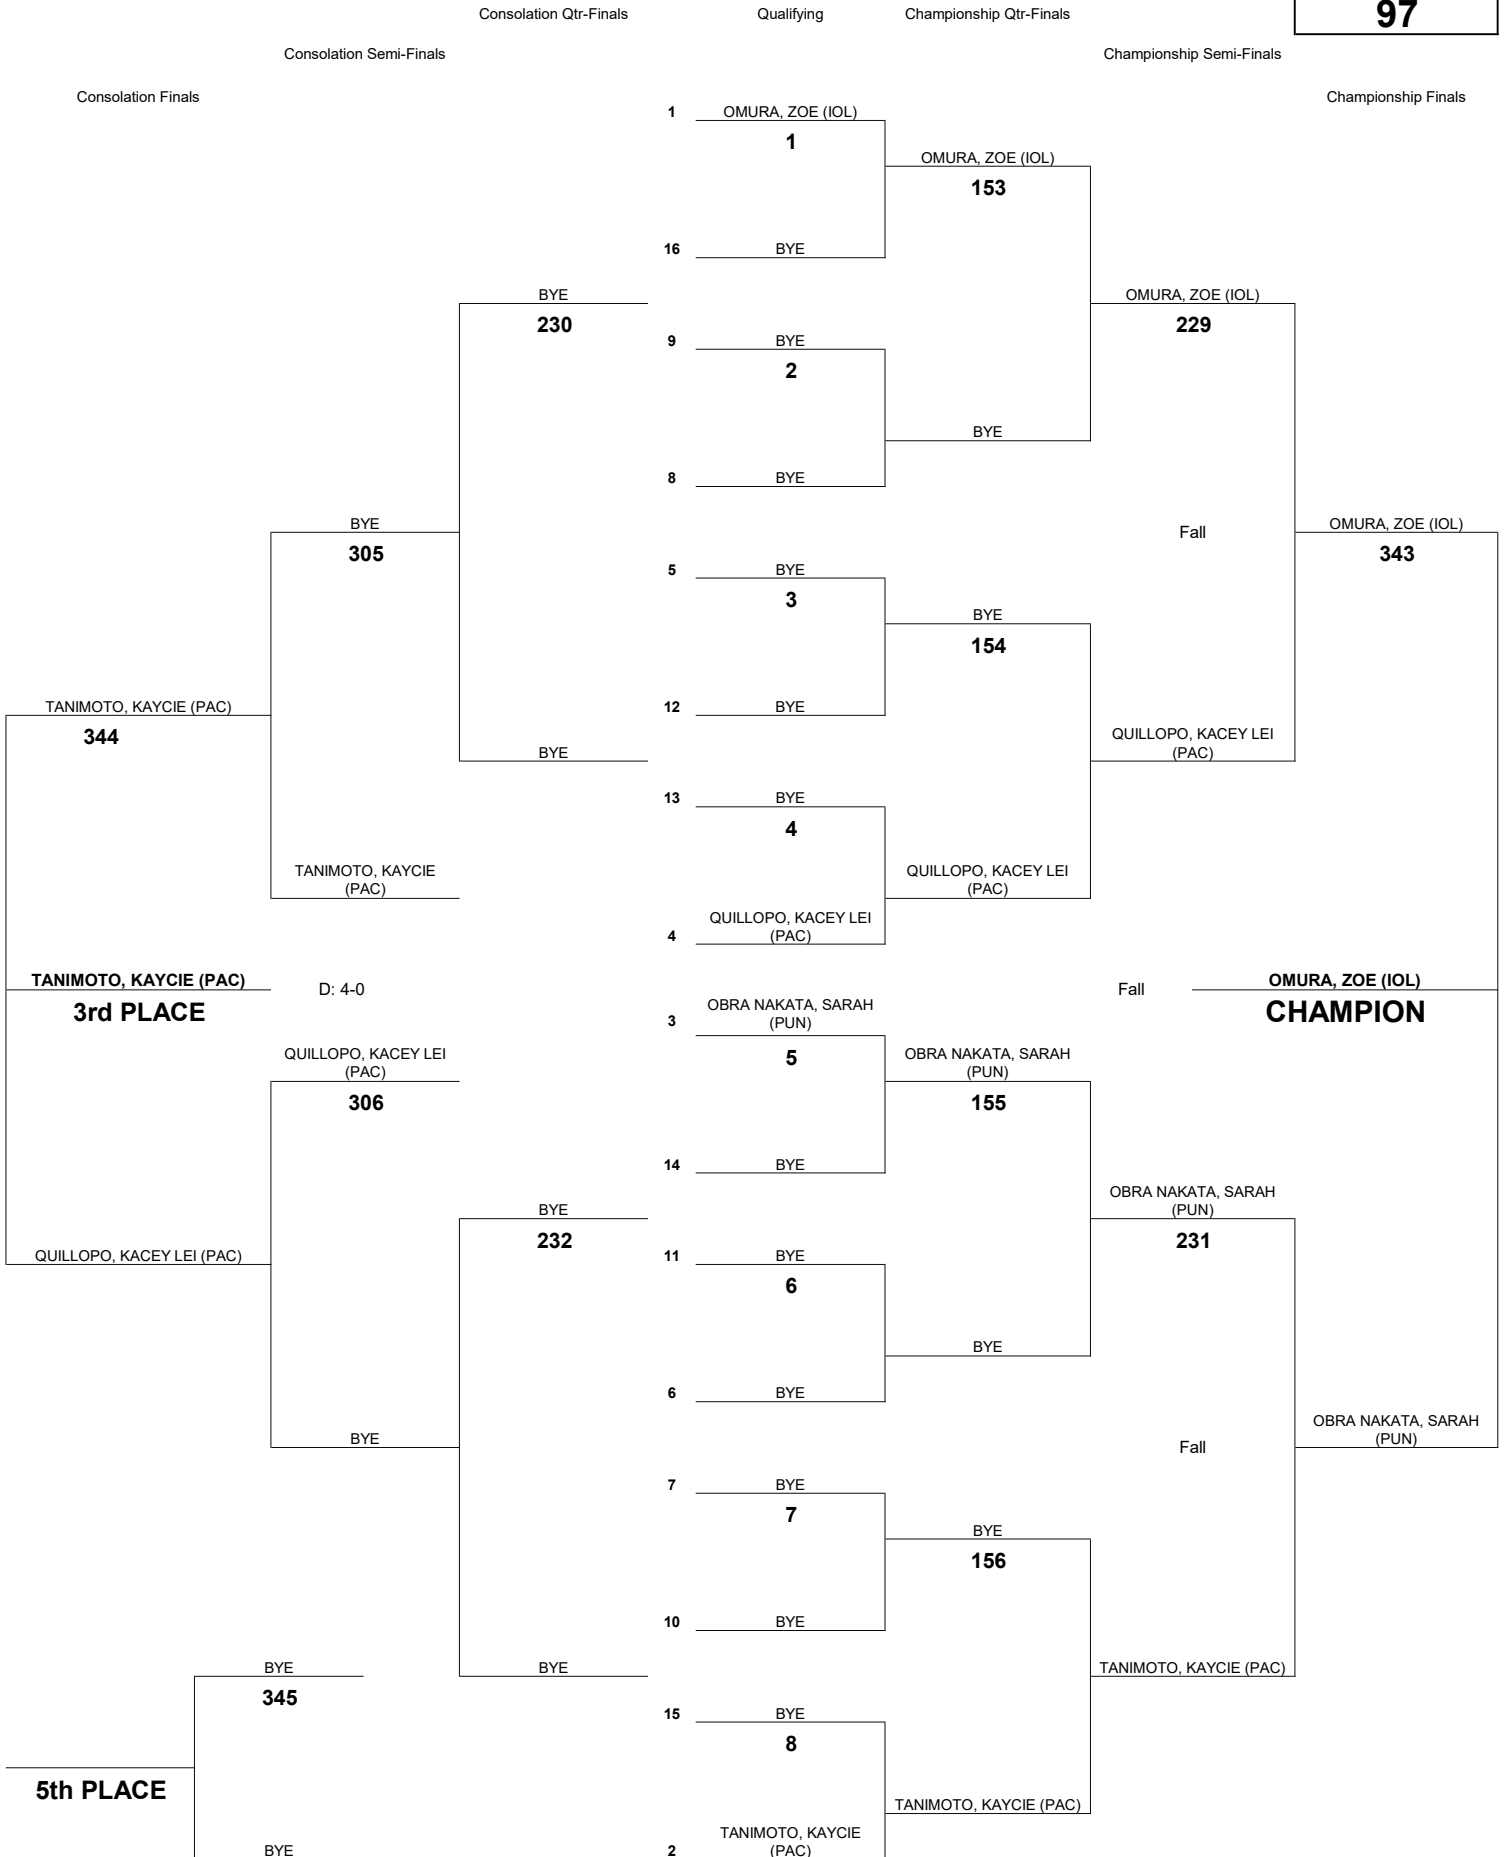 Consolation Qtr-Finals Qualifying Championship Qtr-Finals 97
Consolation Semi-Finals Championship Semi-Finals
Consolation Finals Championship Finals
1 OMURA, ZOE (IOL)
1
OMURA, ZOE (IOL)
153
16 BYE
BYE OMURA, ZOE (IOL)
230 229
9 BYE
2
BYE
8 BYE
BYE Fall OMURA, ZOE (IOL)
305 343
5 BYE
3
BYE
154
TANIMOTO, KAYCIE (PAC) 12 BYE
344 QUILLOPO, KACEY LEI
BYE (PAC)
13 BYE
4
TANIMOTO, KAYCIE QUILLOPO, KACEY LEI
(PAC) (PAC)
QUILLOPO, KACEY LEI
4 (PAC)
TANIMOTO, KAYCIE (PAC) D: 4-0 Fall OMURA, ZOE (IOL)
3rd PLACE CHAMPION
OBRA NAKATA, SARAH
3 (PUN)
QUILLOPO, KACEY LEI 5 OBRA NAKATA, SARAH
(PAC) (PUN)
306 155
14 BYE
OBRA NAKATA, SARAH
BYE (PUN)
232 231
QUILLOPO, KACEY LEI (PAC) 11 BYE
6
BYE
6 BYE
OBRA NAKATA, SARAH
BYE Fall (PUN)
7 BYE
7
BYE
156
10 BYE
BYE BYE TANIMOTO, KAYCIE (PAC)
345
15 BYE
8
5th PLACE
TANIMOTO, KAYCIE (PAC)
TANIMOTO, KAYCIE
BYE 2 (PAC)